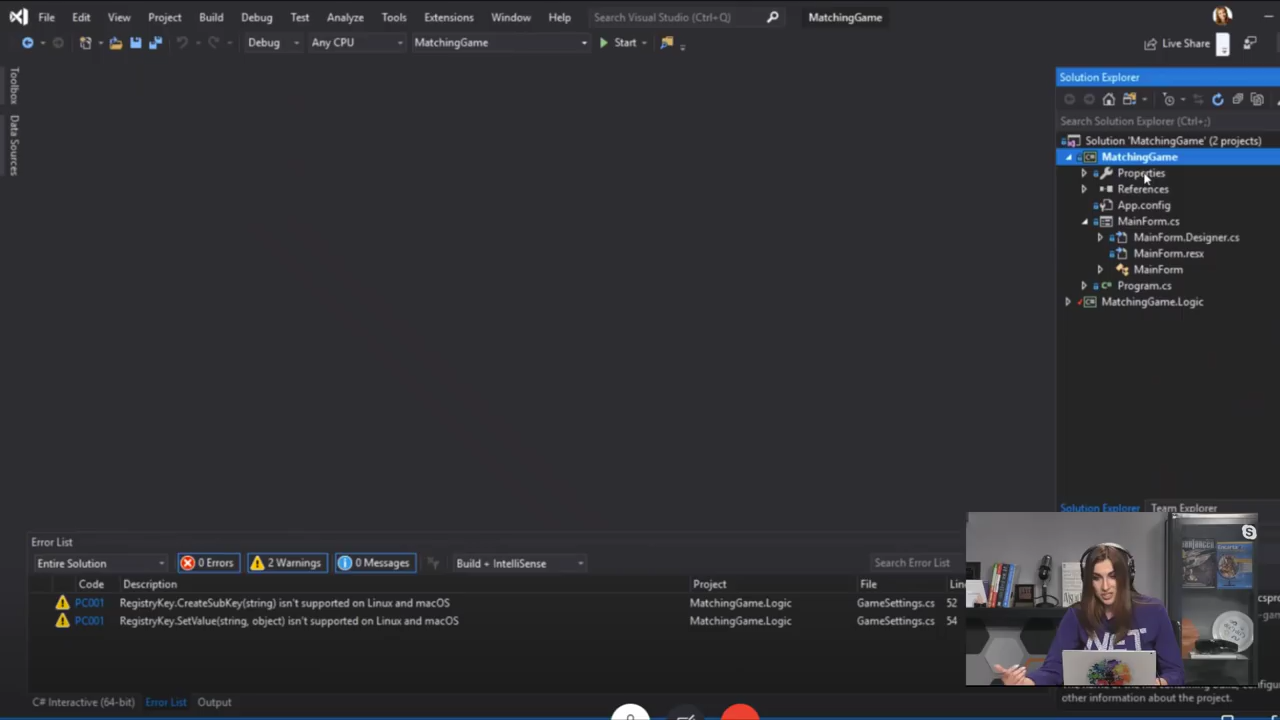 File Edit View Project Build Debug Test Analyze Tools Extensions Window Help Search Visual Studio (Ctrl+Q) MatchingGame
Debug Any CPU MatchingGame Start Live Share
Toolbox
Data Sources
Solution Explorer
Search Solution Explorer (Ctrl+;)
Solution 'MatchingGame' (2 projects)
MatchingGame
Properties
References
App.config
MainForm.cs
MainForm.Designer.cs
MainForm.resx
MainForm
Program.cs
MatchingGame.Logic
Solution Explorer Team Explorer
Error List
Entire Solution 0 Errors 2 Warnings 0 Messages Build + IntelliSense Search Error List
Code Description Project File
PC001 RegistryKey.CreateSubKey(string) isn't supported on Linux and macOS MatchingGame.Logic GameSettings.cs 52
PC001 RegistryKey.SetValue(string, object) isn't supported on Linux and macOS MatchingGame.Logic GameSettings.cs 54
.NET
other information about the project.
C# Interactive (64-bit) Error List Output